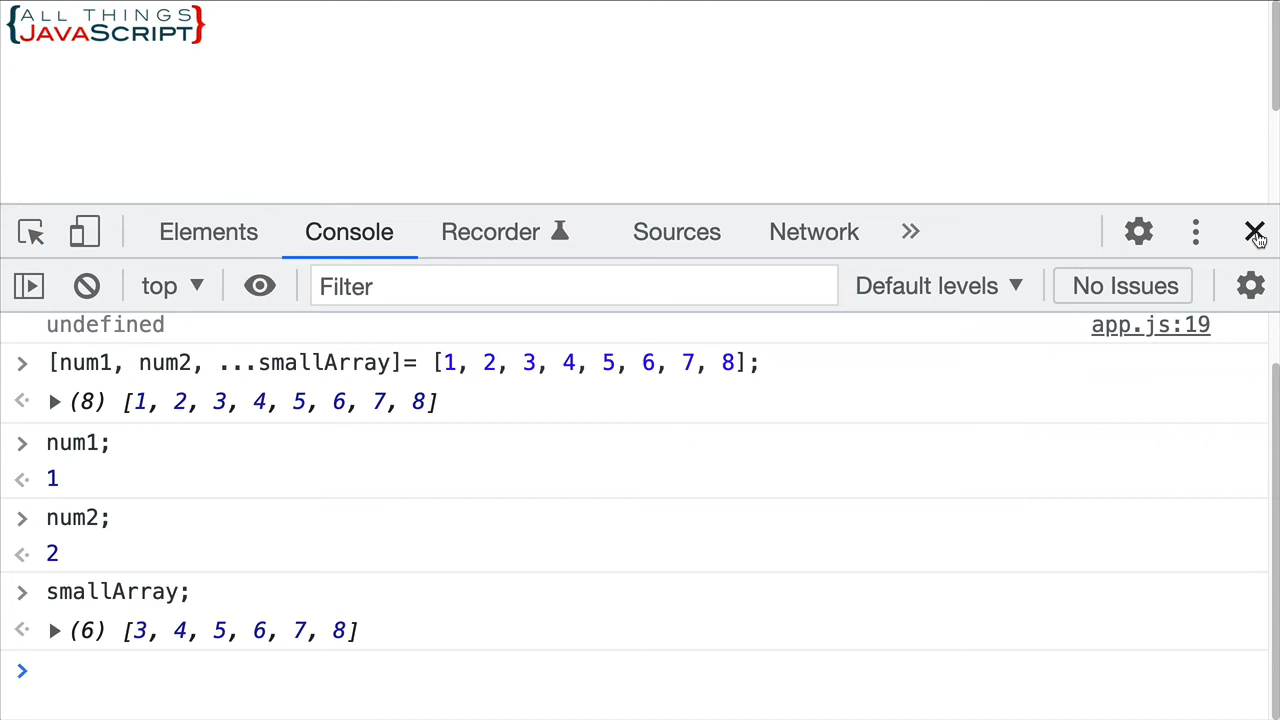 {ALL THINGS
JAVASCRIPT}
Elements Console Recorder Sources Network »
top ▼ Filter Default levels ▼ No Issues
undefined app.js:19
> [num1, num2, ...smallArray]= [1, 2, 3, 4, 5, 6, 7, 8];
<· ▶ (8) [1, 2, 3, 4, 5, 6, 7, 8]
> num1;
<· 1
> num2;
<· 2
> smallArray;
<· ▶ (6) [3, 4, 5, 6, 7, 8]
>